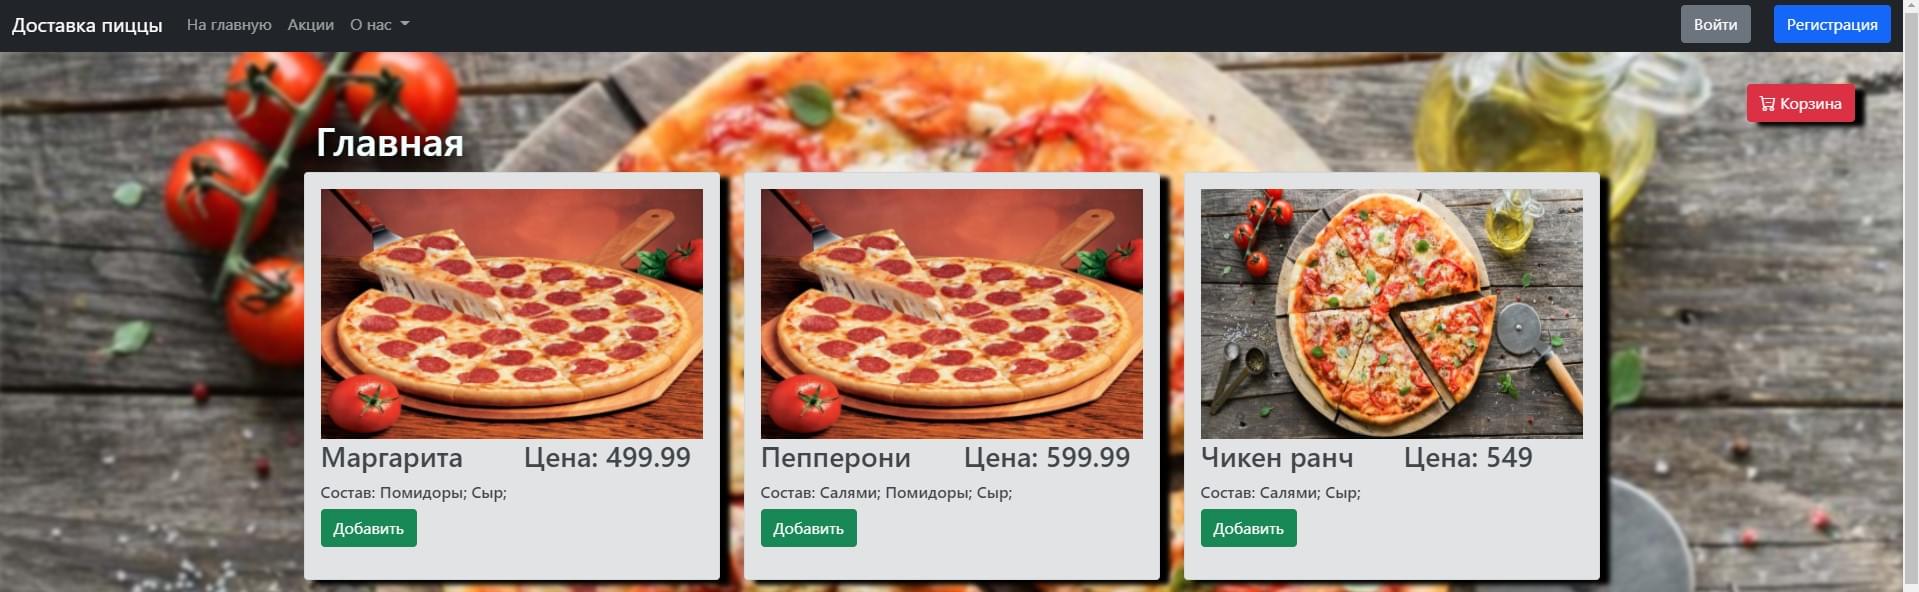 Доставка пиццы На главную Акции О нас Войти Регистрация
Корзина
Главная
Маргарита Цена: 499.99
Состав: Помидоры; Сыр;
Добавить
Пепперони Цена: 599.99
Состав: Салями; Помидоры; Сыр;
Добавить
Чикен ранч Цена: 549
Состав: Салями; Сыр;
Добавить